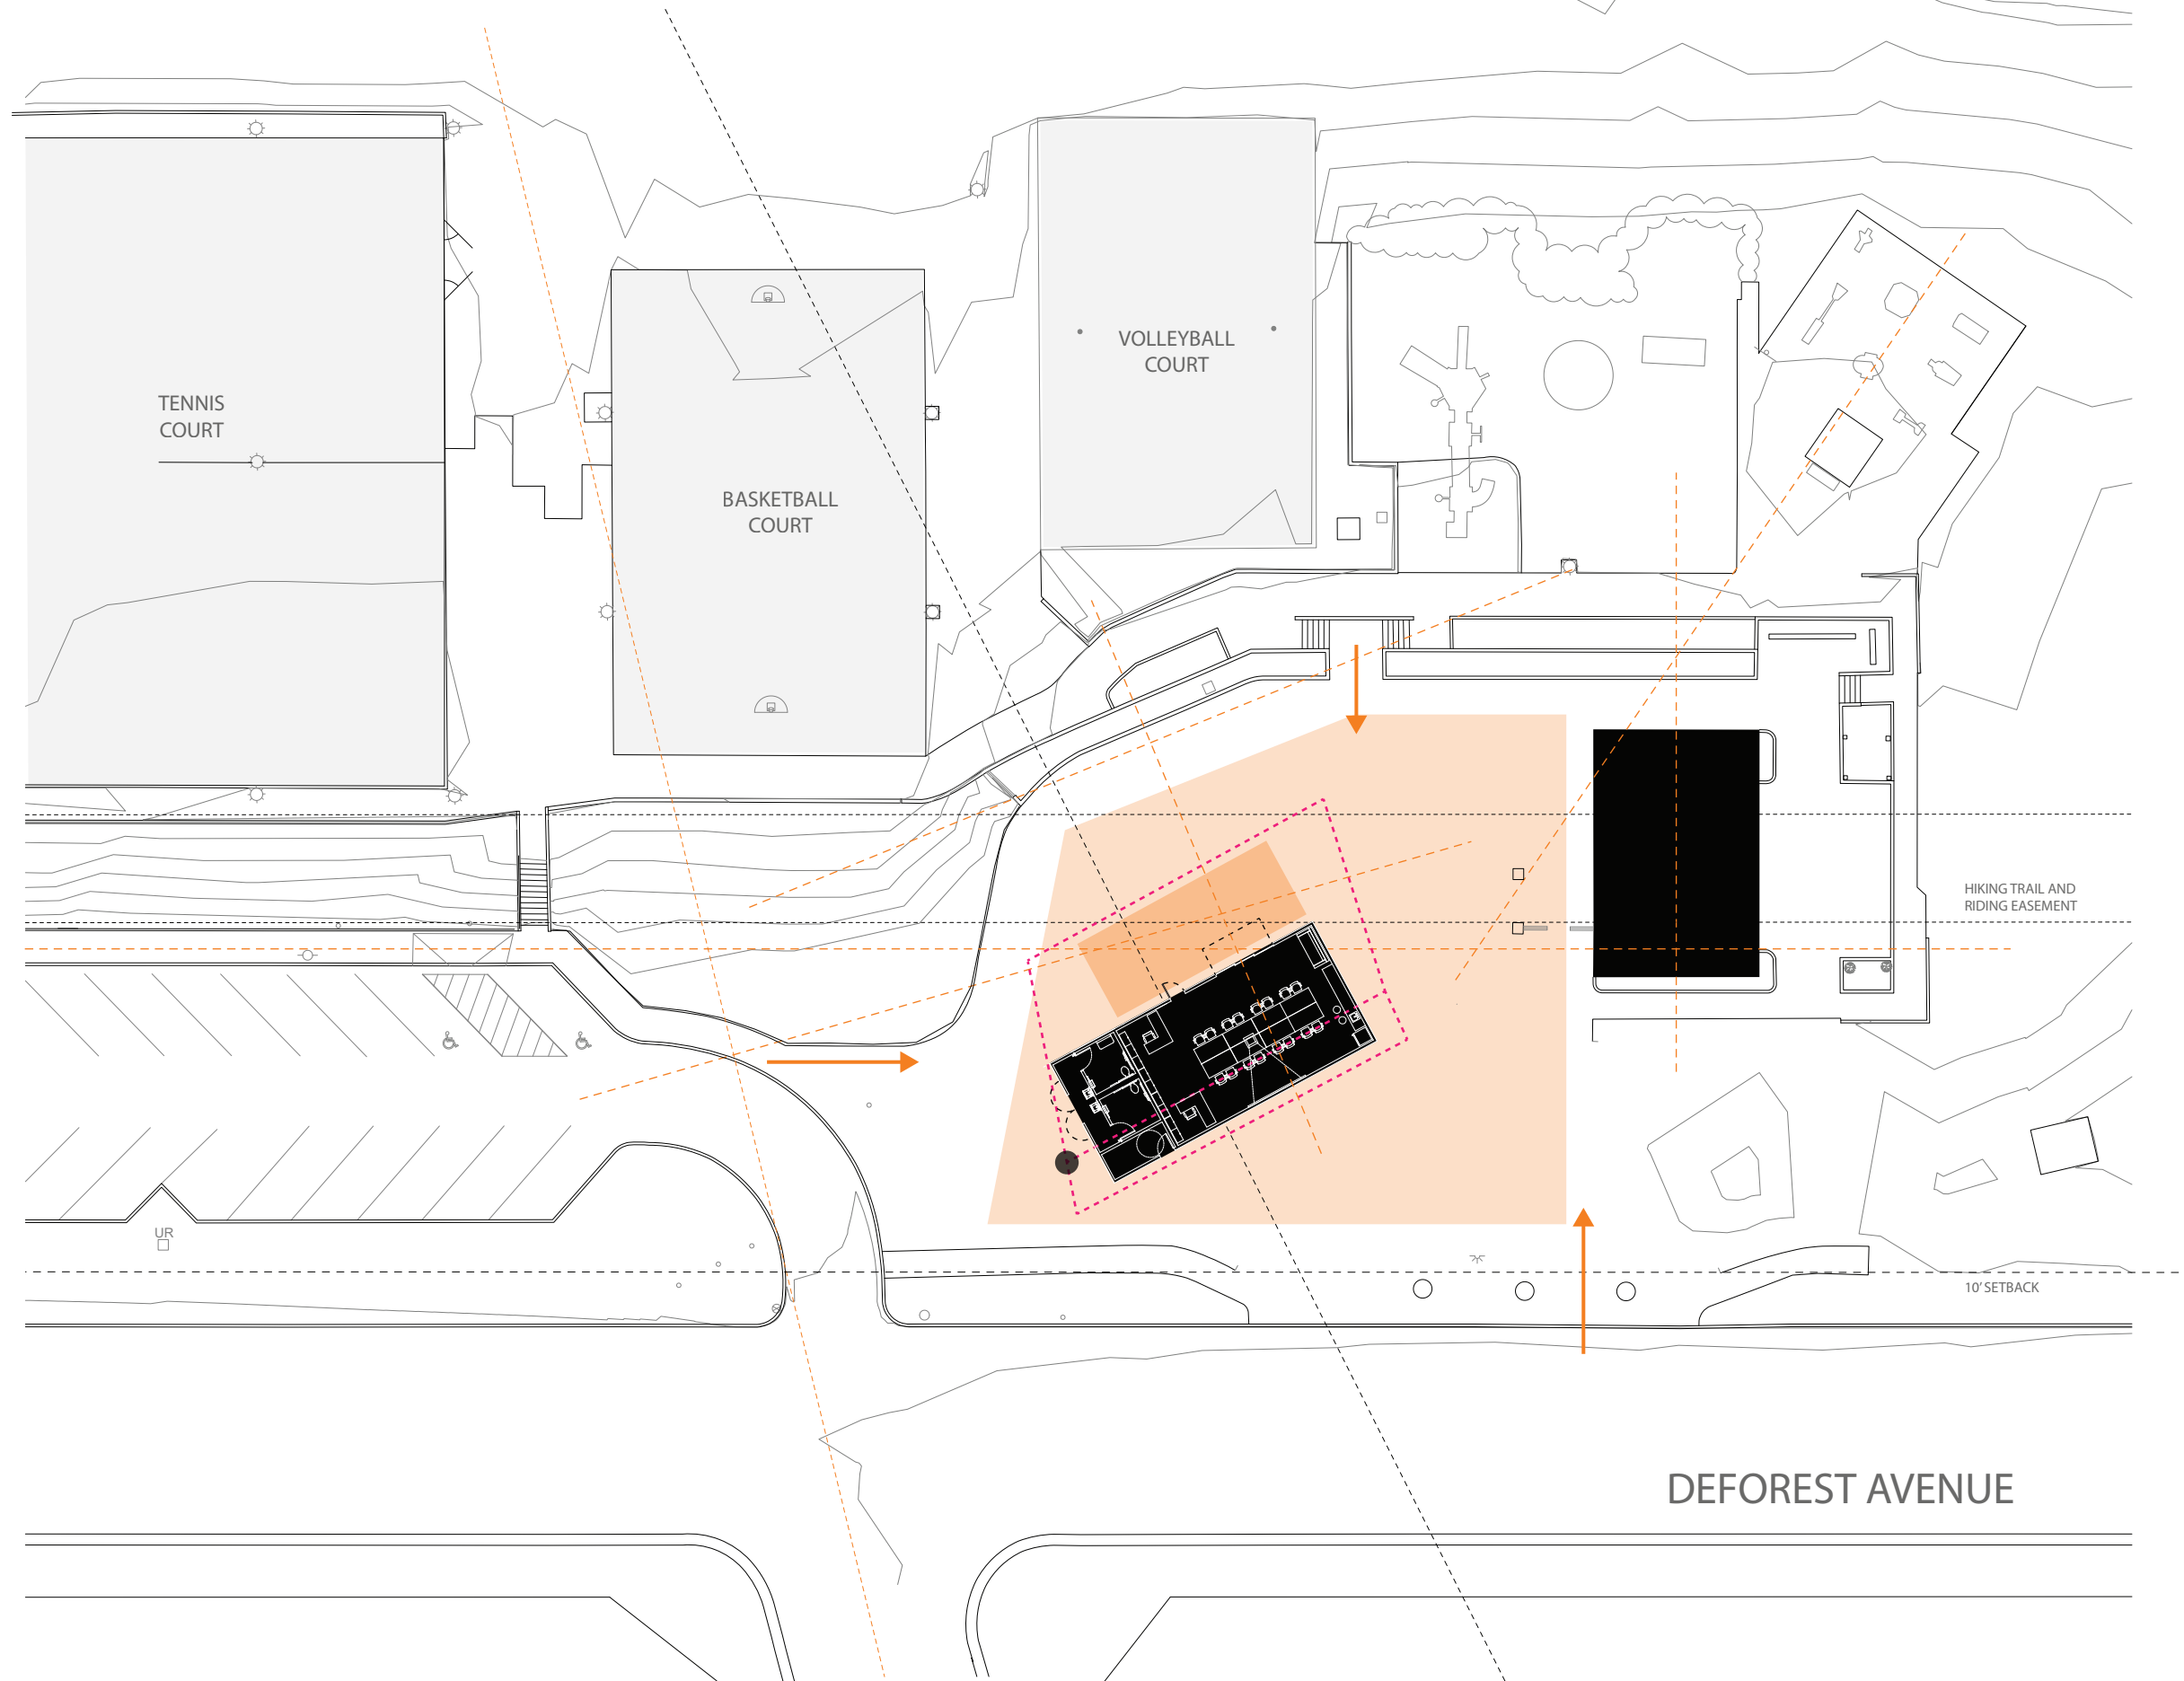 VOLLEYBALL
COURT
TENNIS
COURT
BASKETBALL
COURT
HIKING TRAIL AND
RIDING EASEMENT
UR
10' SETBACK
DEFOREST AVENUE